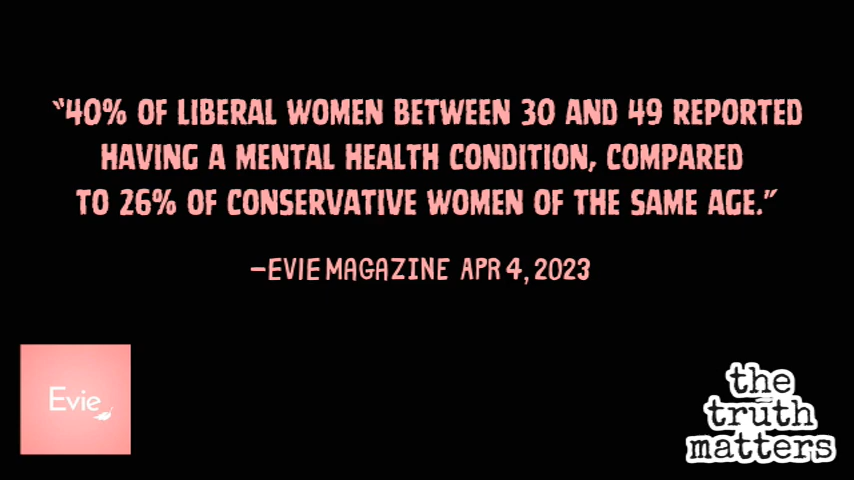 “40% OF LIBERAL WOMEN BETWEEN 30 AND 49 REPORTED
HAVING A MENTAL HEALTH CONDITION, COMPARED
TO 26% OF CONSERVATIVE WOMEN OF THE SAME AGE.”
–EVIE MAGAZINE APR 4, 2023
Evie
the
truth
matters